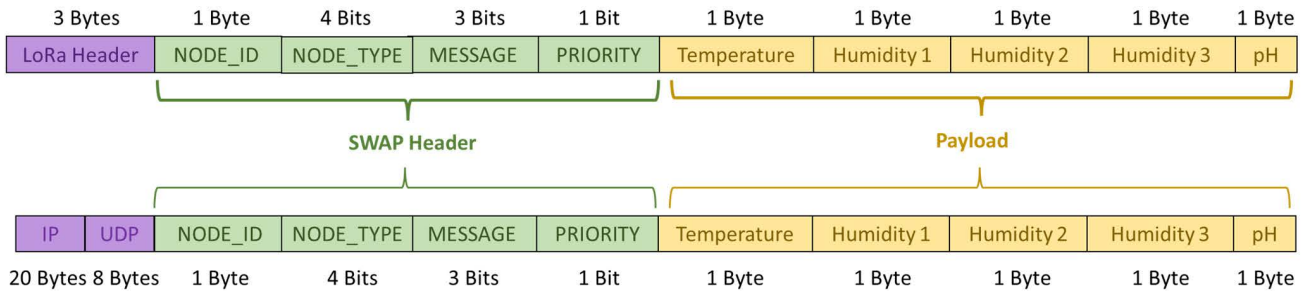 3 Bytes 1 Byte 4 Bits 3 Bits 1 Bit 1 Byte 1 Byte 1 Byte 1 Byte 1 Byte
LoRa Header NODE_ID NODE_TYPE MESSAGE PRIORITY Temperature Humidity 1 Humidity 2 Humidity 3 pH
SWAP Header Payload
IP UDP NODE_ID NODE_TYPE MESSAGE PRIORITY Temperature Humidity 1 Humidity 2 Humidity 3 pH
20 Bytes 8 Bytes 1 Byte 4 Bits 3 Bits 1 Bit 1 Byte 1 Byte 1 Byte 1 Byte 1 Byte